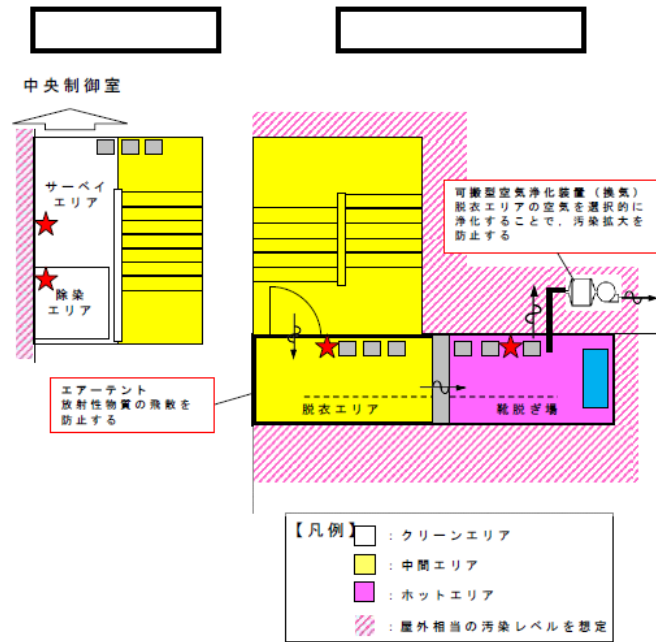 中央制御室
サーベイ
エリア
除染
エリア
可搬型空気浄化装置（換気）
脱衣エリアの空気を選択的に
浄化することで，汚染拡大を
防止する
エアーテント
放射性物質の飛散を
防止する
脱衣エリア
靴脱ぎ場
【凡例】
：クリーンエリア
：中間エリア
：ホットエリア
：屋外相当の汚染レベルを想定